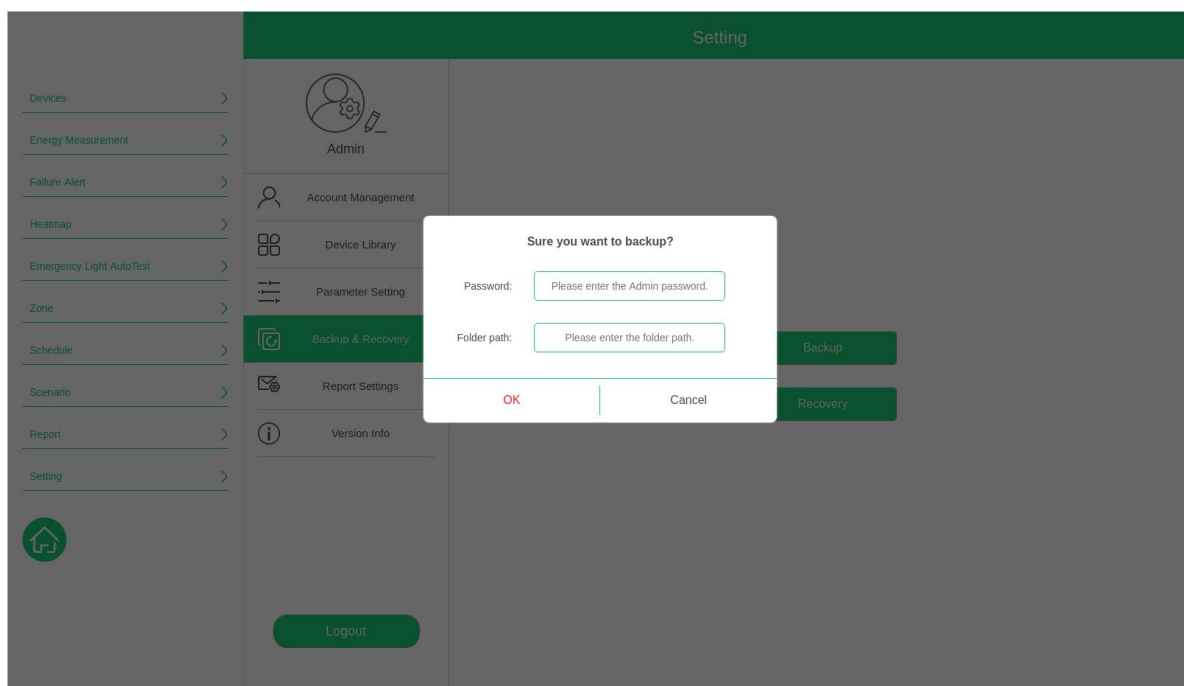 Setting
Devices
Energy Measurement
Failure Alert
Heatmap
Emergency Light AutoTest
Zone
Schedule
Scenario
Report
Setting
Admin
Account Management
Device Library
Parameter Setting
Backup & Recovery
Report Settings
Version Info
Logout
Sure you want to backup?
Password: Please enter the Admin password.
Folder path: Please enter the folder path.
OK Cancel
Backup
Recovery